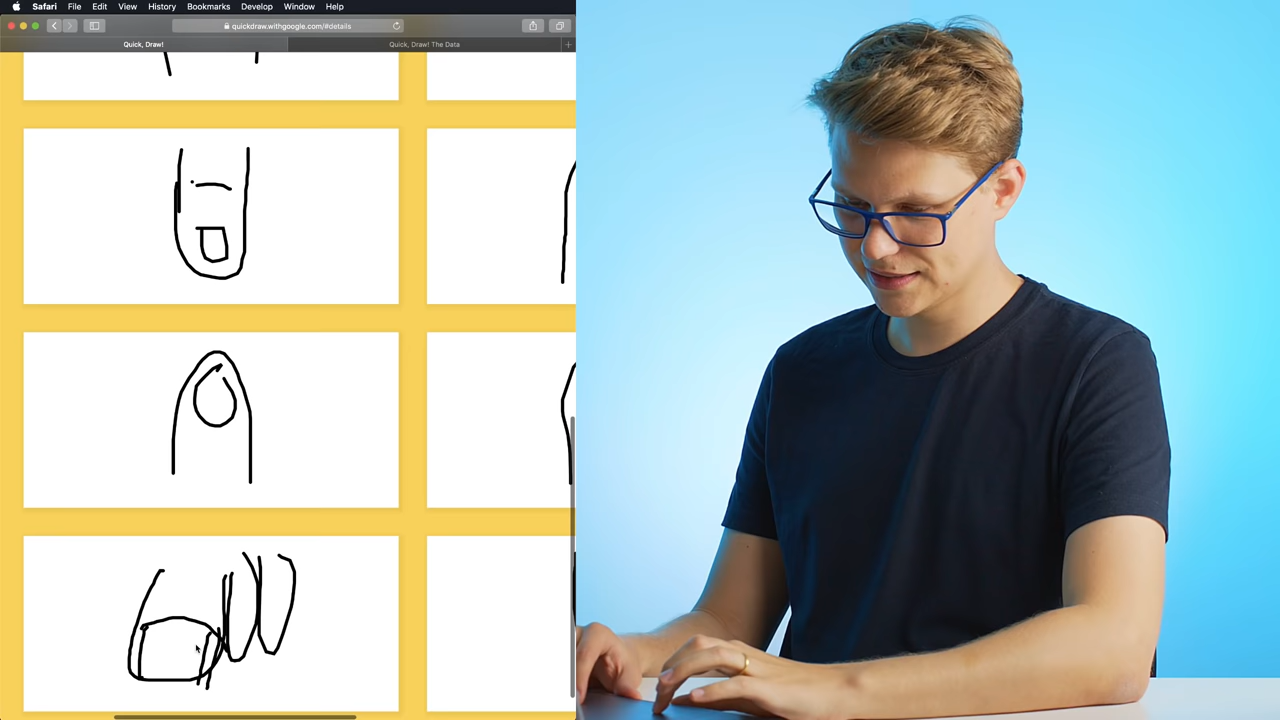 Safari File Edit View History Bookmarks Develop Window Help
quickdraw.withgoogle.com/#details
Quick, Draw! Quick, Draw! The Data